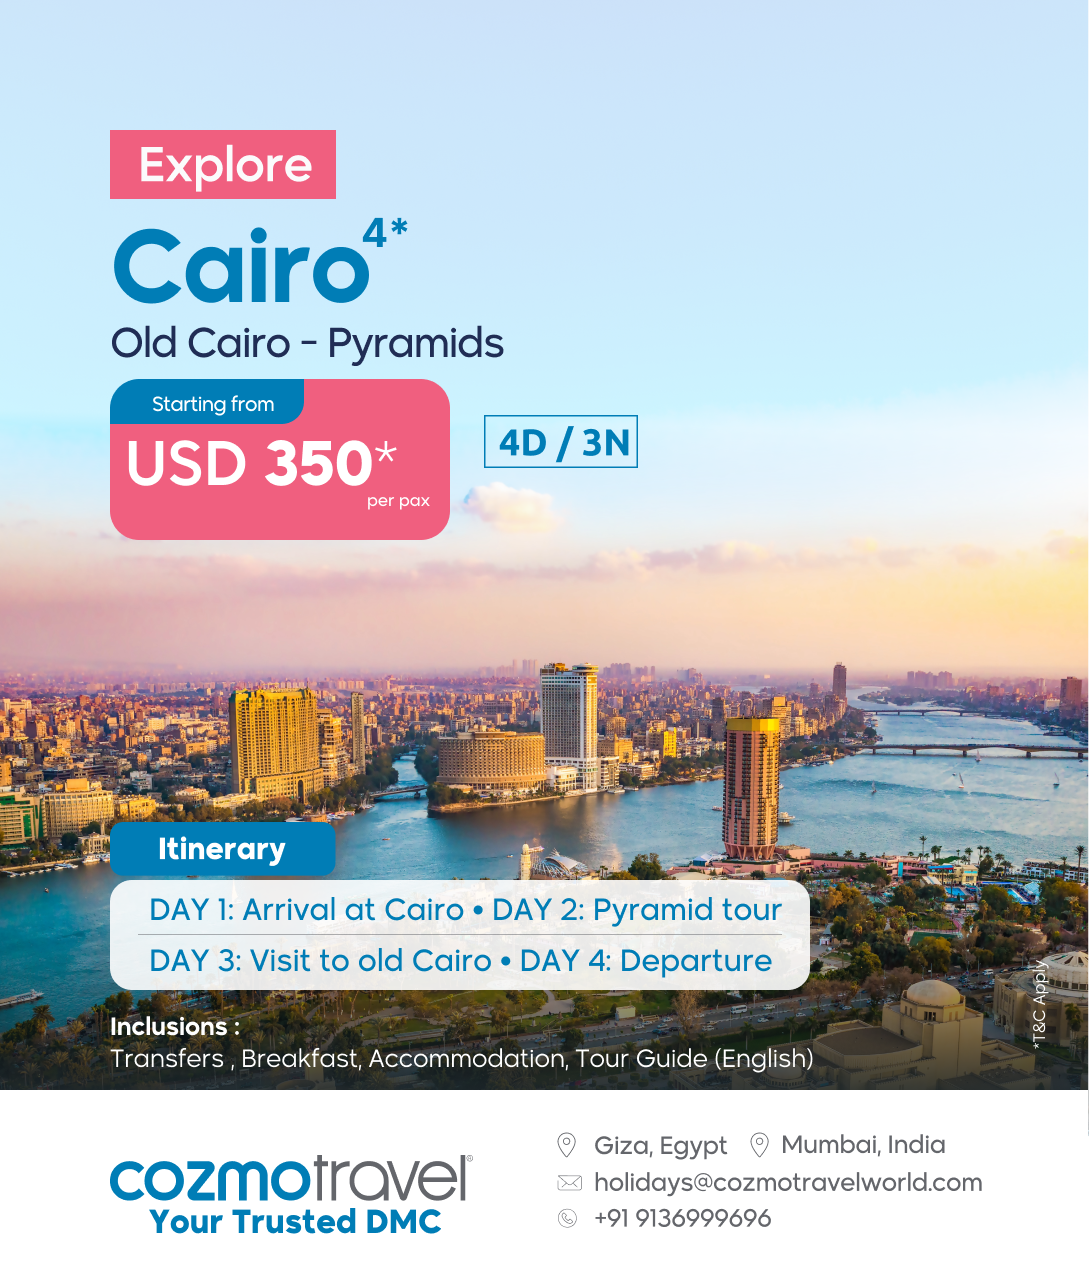 Explore
Cairo 4*
Old Cairo - Pyramids
Starting from
USD 350*
per pax
4D / 3N
Itinerary
DAY 1: Arrival at Cairo • DAY 2: Pyramid tour
DAY 3: Visit to old Cairo • DAY 4: Departure
*T&C Apply
Inclusions :
Transfers , Breakfast, Accommodation, Tour Guide (English)
cozmotravel®
Your Trusted DMC
Giza, Egypt Mumbai, India
holidays@cozmotravelworld.com
+91 9136999696